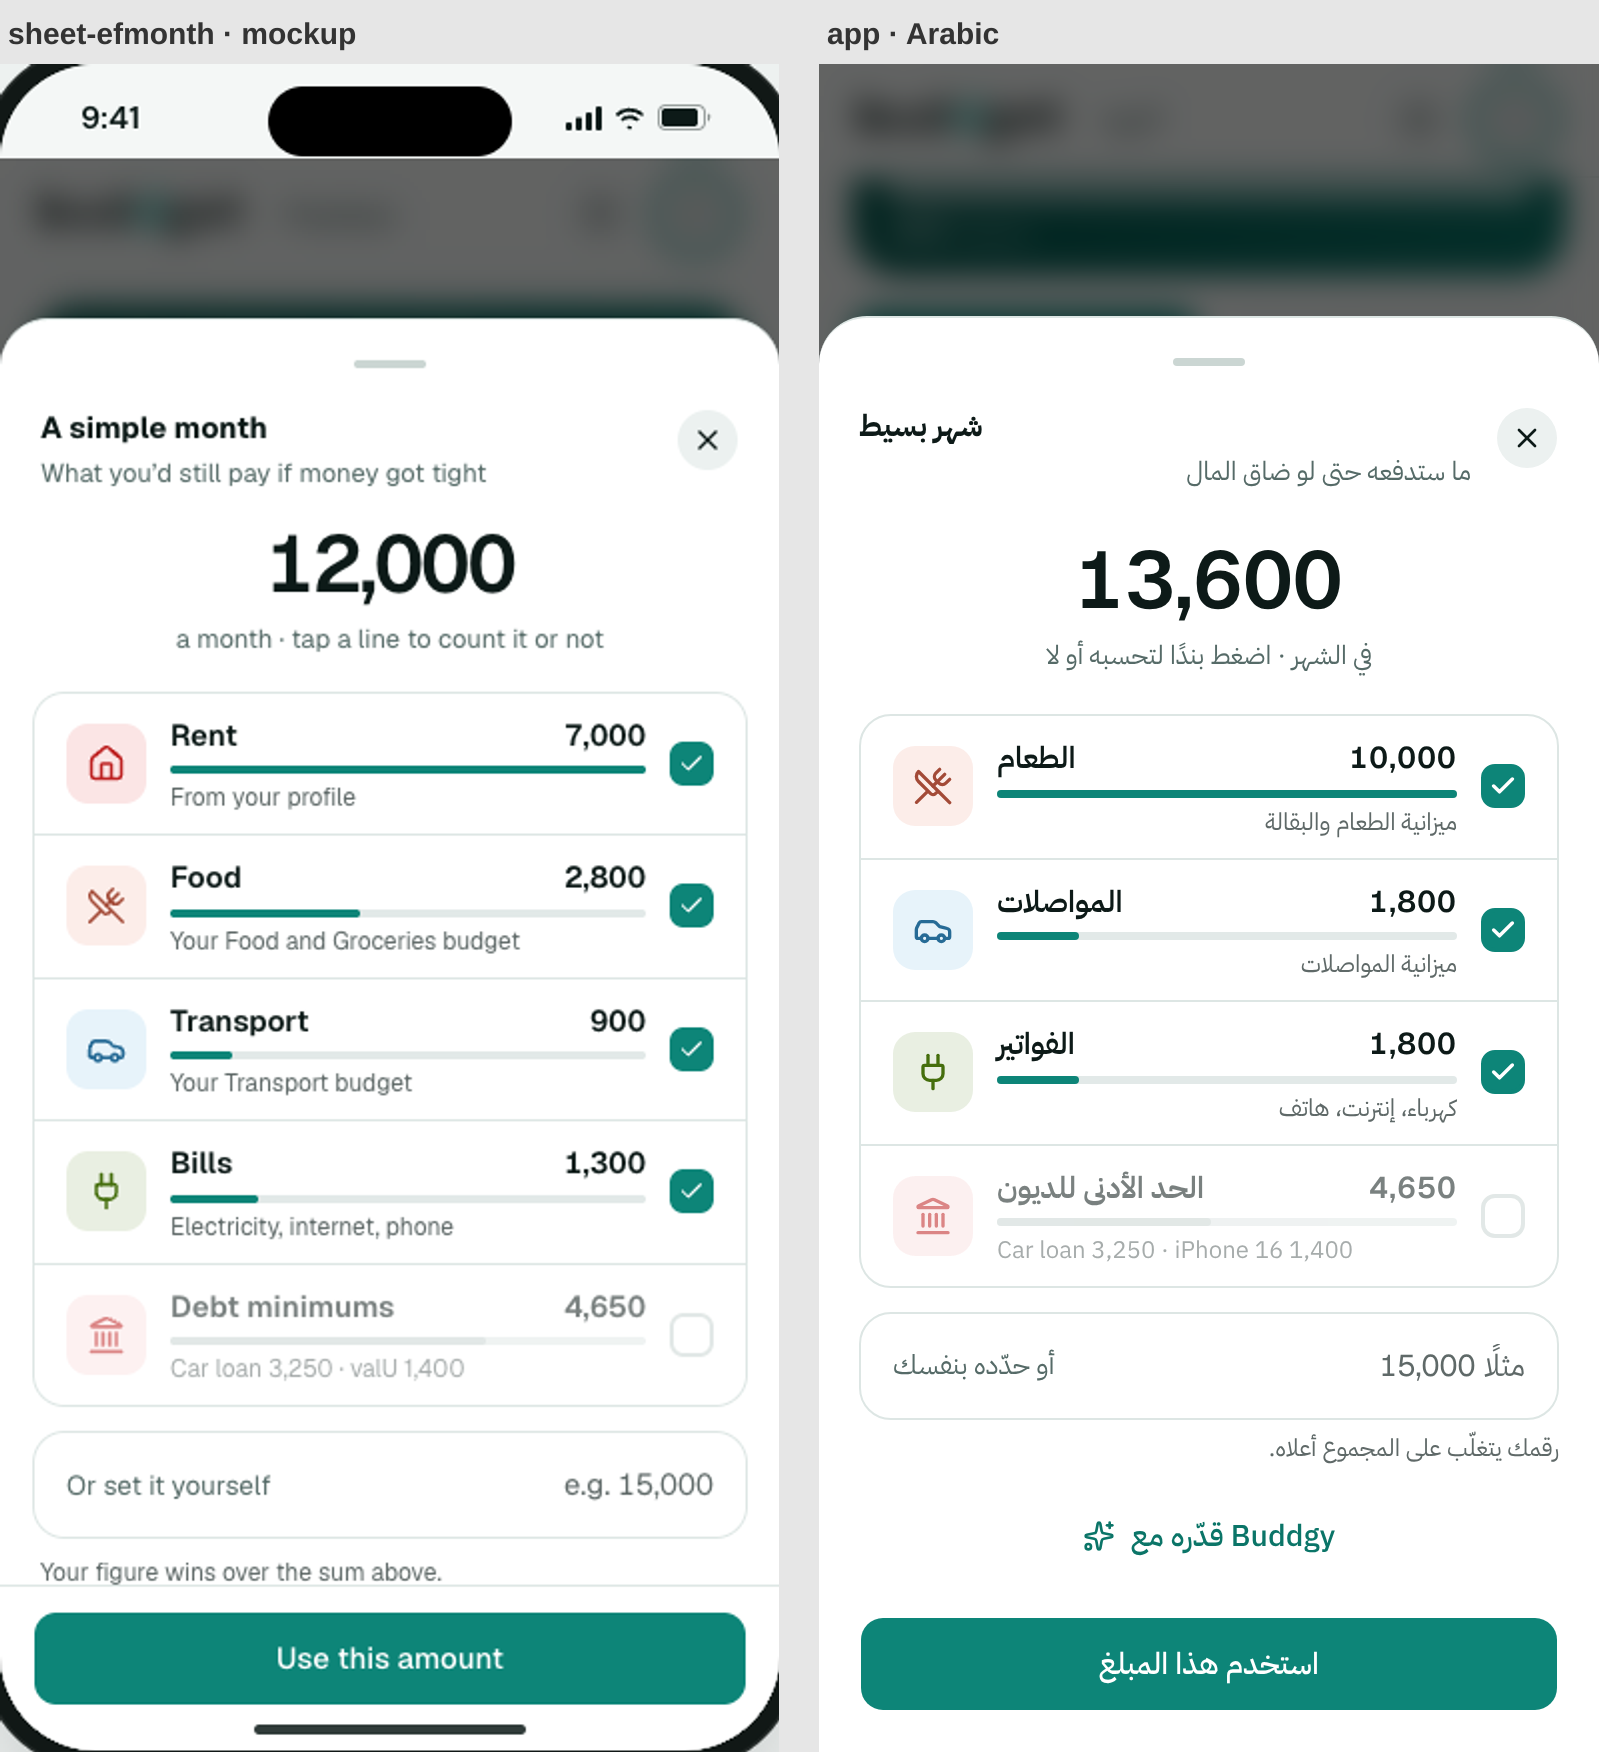 sheet-efmonth · mockup
9:41
A simple month
What you’d still pay if money got tight
12,000
a month · tap a line to count it or not
Rent 7,000
From your profile
Food 2,800
Your Food and Groceries budget
Transport 900
Your Transport budget
Bills 1,300
Electricity, internet, phone
Debt minimums 4,650
Car loan 3,250 · valU 1,400
Or set it yourself e.g. 15,000
Your figure wins over the sum above.
Use this amount
app · Arabic
شهر بسيط
ما ستدفعه حتى لو ضاق المال
13,600
في الشهر · اضغط بندًا لتحسبه أو لا
الطعام 10,000
ميزانية الطعام والبقالة
المواصلات 1,800
ميزانية المواصلات
الفواتير 1,800
كهرباء، إنترنت، هاتف
الحد الأدنى للديون 4,650
Car loan 3,250 · iPhone 16 1,400
أو حدّده بنفسك مثلًا 15,000
رقمك يتغلّب على المجموع أعلاه.
قدّره مع Buddgy
استخدم هذا المبلغ